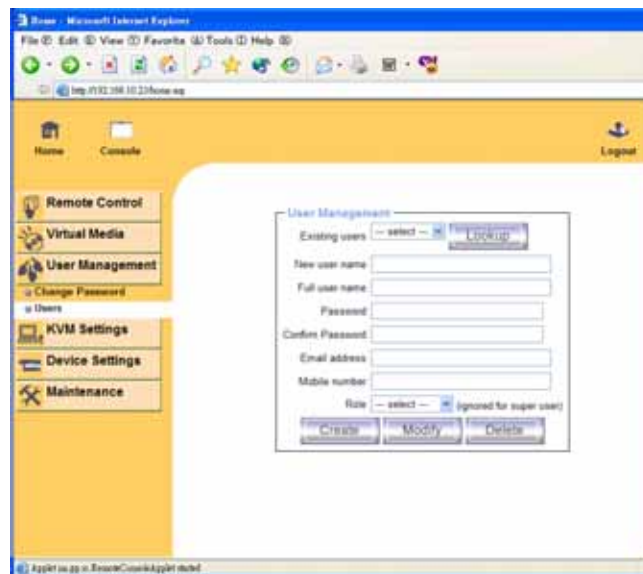 Home - Microsoft Internet Explorer
File Edit View Favorita Tools Help
Home
Console
Logout
Remote Control
Virtual Media
User Management
Change Password
Users
KVM Settings
Device Settings
Maintenance
User Management
Existing users -- select -- Lookup
New user name
Full user name
Password
Confirm Password
Email address
Mobile number
Role -- select -- (ignored for super user)
Create Modify Delete